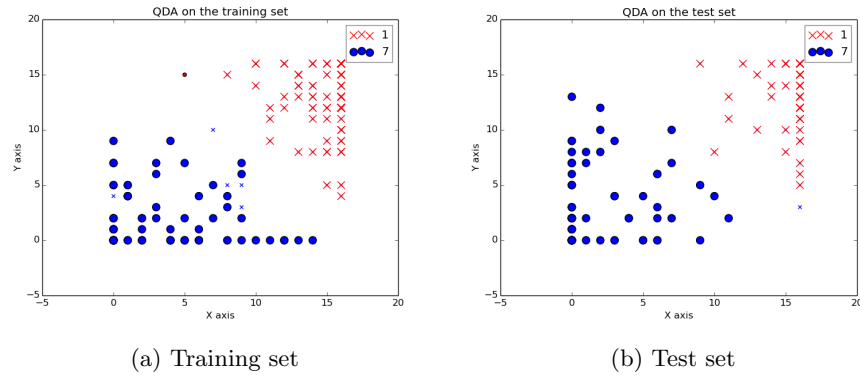 QDA on the training set
1
7
20
15
10
5
0
−5
Y axis
−5 0 5 10 15 20
X axis
(a) Training set
QDA on the test set
1
7
20
15
10
5
0
−5
Y axis
−5 0 5 10 15 20
X axis
(b) Test set